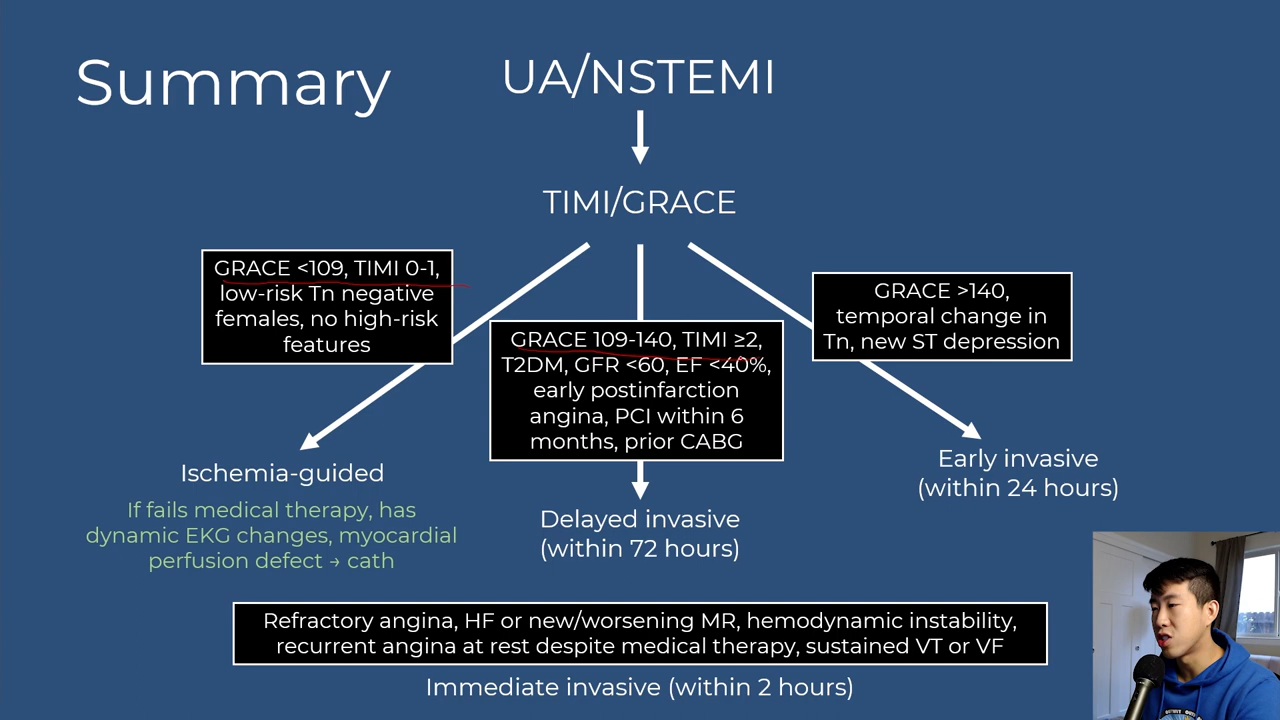 Summary
UA/NSTEMI
TIMI/GRACE
GRACE <109, TIMI 0-1,
low-risk Tn negative
females, no high-risk
features
GRACE 109-140, TIMI ≥2,
T2DM, GFR <60, EF <40%,
early postinfarction
angina, PCI within 6
months, prior CABG
GRACE >140,
temporal change in
Tn, new ST depression
Ischemia-guided
If fails medical therapy, has
dynamic EKG changes, myocardial
perfusion defect → cath
Delayed invasive
(within 72 hours)
Early invasive
(within 24 hours)
Refractory angina, HF or new/worsening MR, hemodynamic instability,
recurrent angina at rest despite medical therapy, sustained VT or VF
Immediate invasive (within 2 hours)